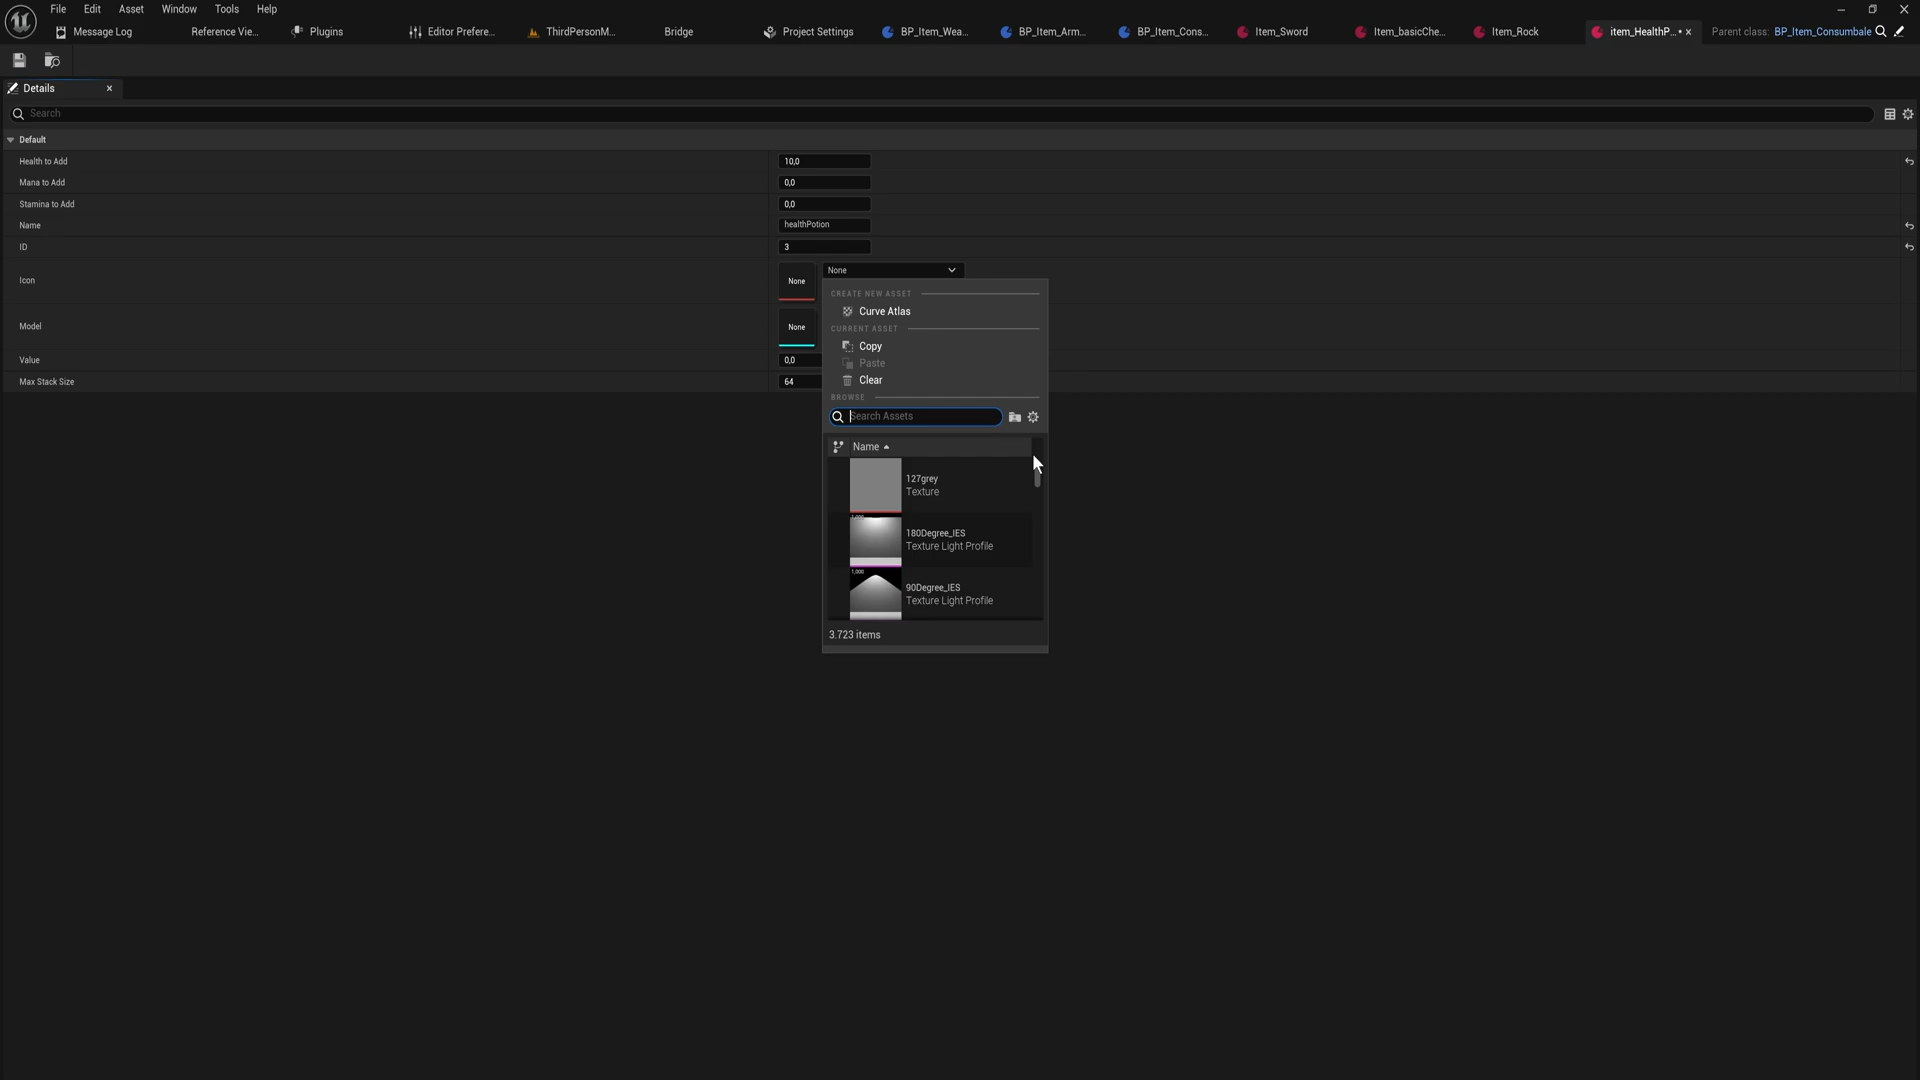 File Edit Asset Window Tools Help
Message Log Reference Vie... Plugins Editor Prefere... ThirdPersonM... Bridge Project Settings BP_Item_Wea... BP_Item_Arm... BP_Item_Cons... Item_Sword Item_basicChe... Item_Rock item_HealthP...• Parent class: BP_Item_Consumbale
Details
Search
Default
Health to Add 10,0
Mana to Add 0,0
Stamina to Add 0,0
Name healthPotion
ID 3
Icon None None
CREATE NEW ASSET
Curve Atlas
Model None
CURRENT ASSET
Copy
Value 0,0
Paste
Max Stack Size 64
Clear
BROWSE
Search Assets
Name
127grey
Texture
1,000
180Degree_IES
Texture Light Profile
1,000
90Degree_IES
Texture Light Profile
3.723 items